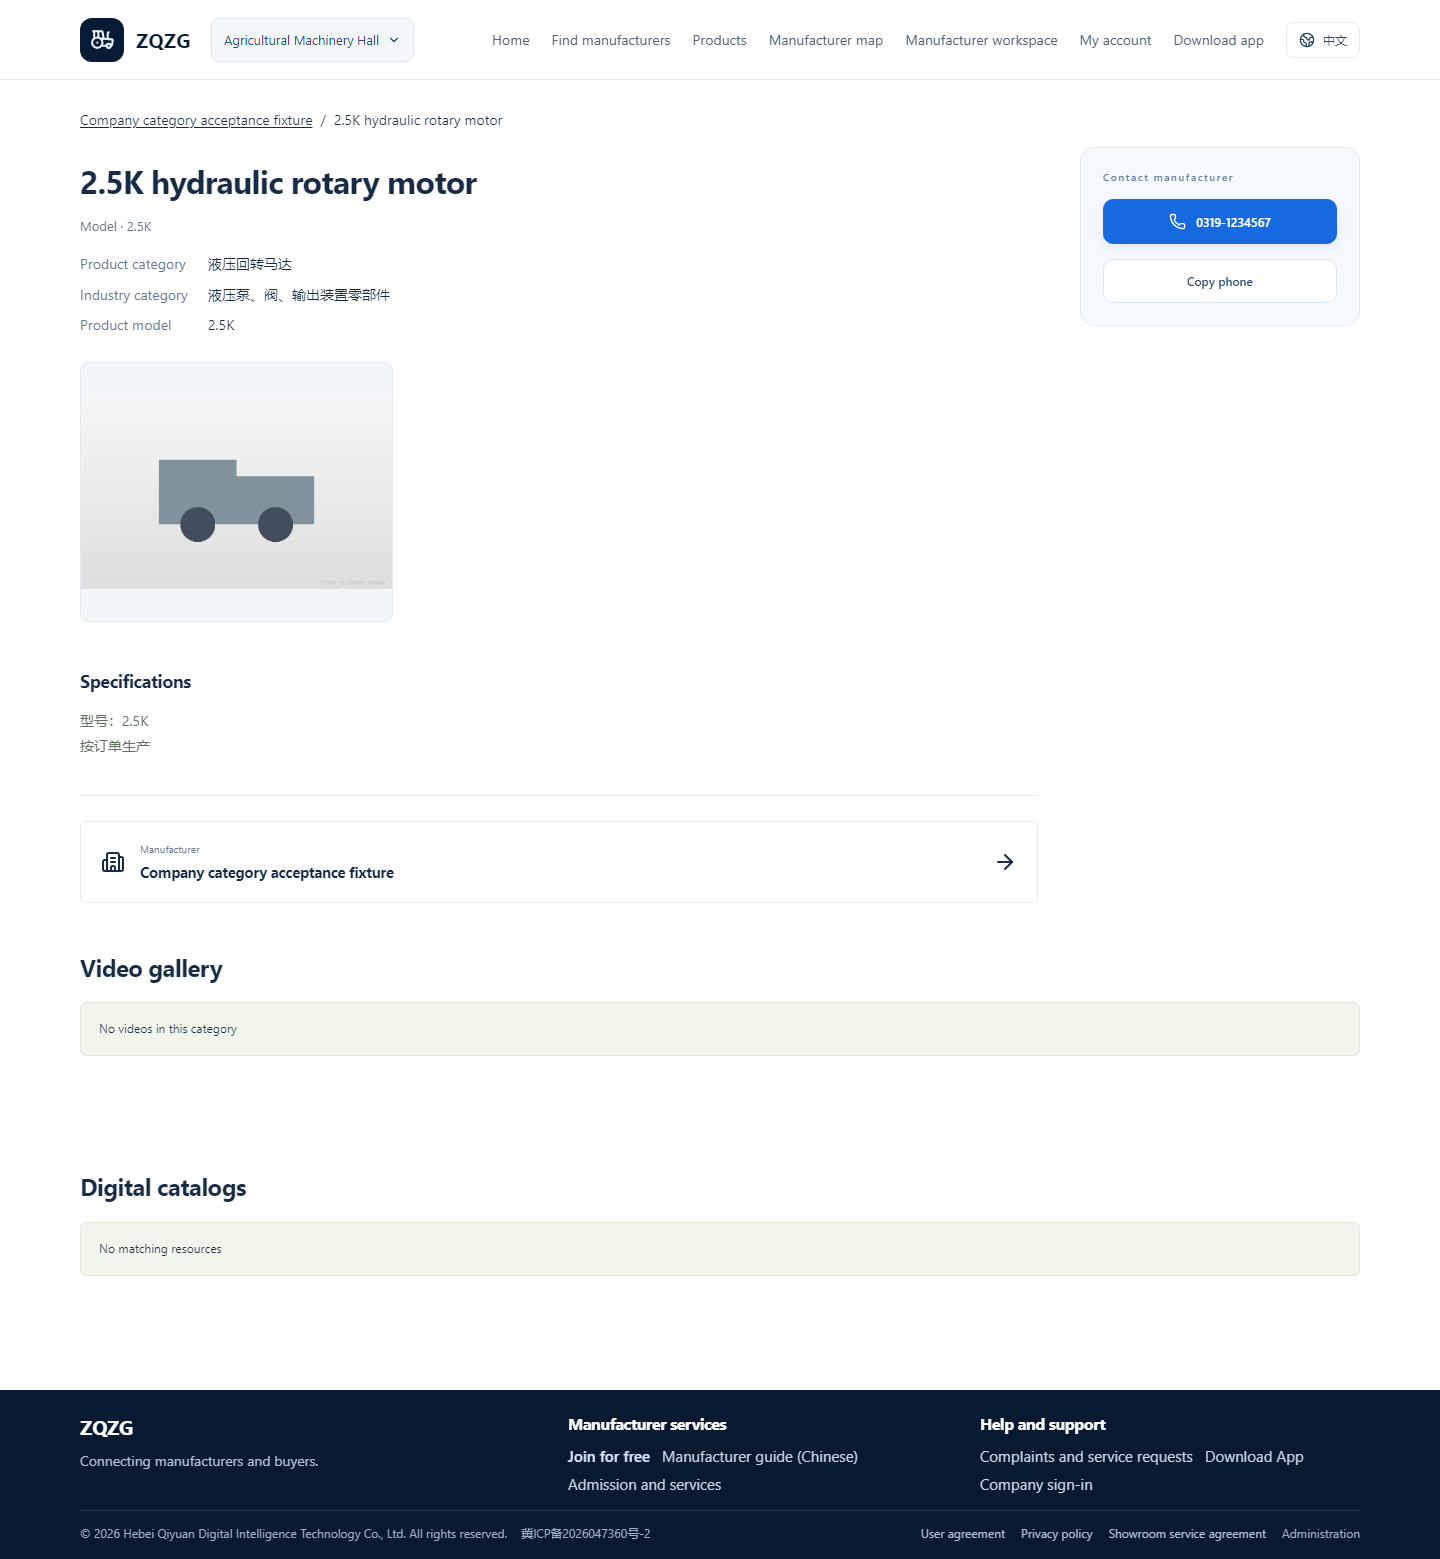 ZQZG
Agricultural Machinery Hall
Home
Find manufacturers
Products
Manufacturer map
Manufacturer workspace
My account
Download app
中文
Company category acceptance fixture / 2.5K hydraulic rotary motor
2.5K hydraulic rotary motor
Model · 2.5K
Product category 液压回转马达
Industry category 液压泵、阀、输出装置零部件
Product model 2.5K
Contact manufacturer
0319-1234567
Copy phone
Specifications
型号：2.5K
按订单生产
Manufacturer
Company category acceptance fixture
Video gallery
No videos in this category
Digital catalogs
No matching resources
ZQZG
Connecting manufacturers and buyers.
Manufacturer services
Join for free Manufacturer guide (Chinese)
Admission and services
Help and support
Complaints and service requests Download App
Company sign-in
© 2026 Hebei Qiyuan Digital Intelligence Technology Co., Ltd. All rights reserved. 冀ICP备2026047360号-2
User agreement Privacy policy Showroom service agreement Administration